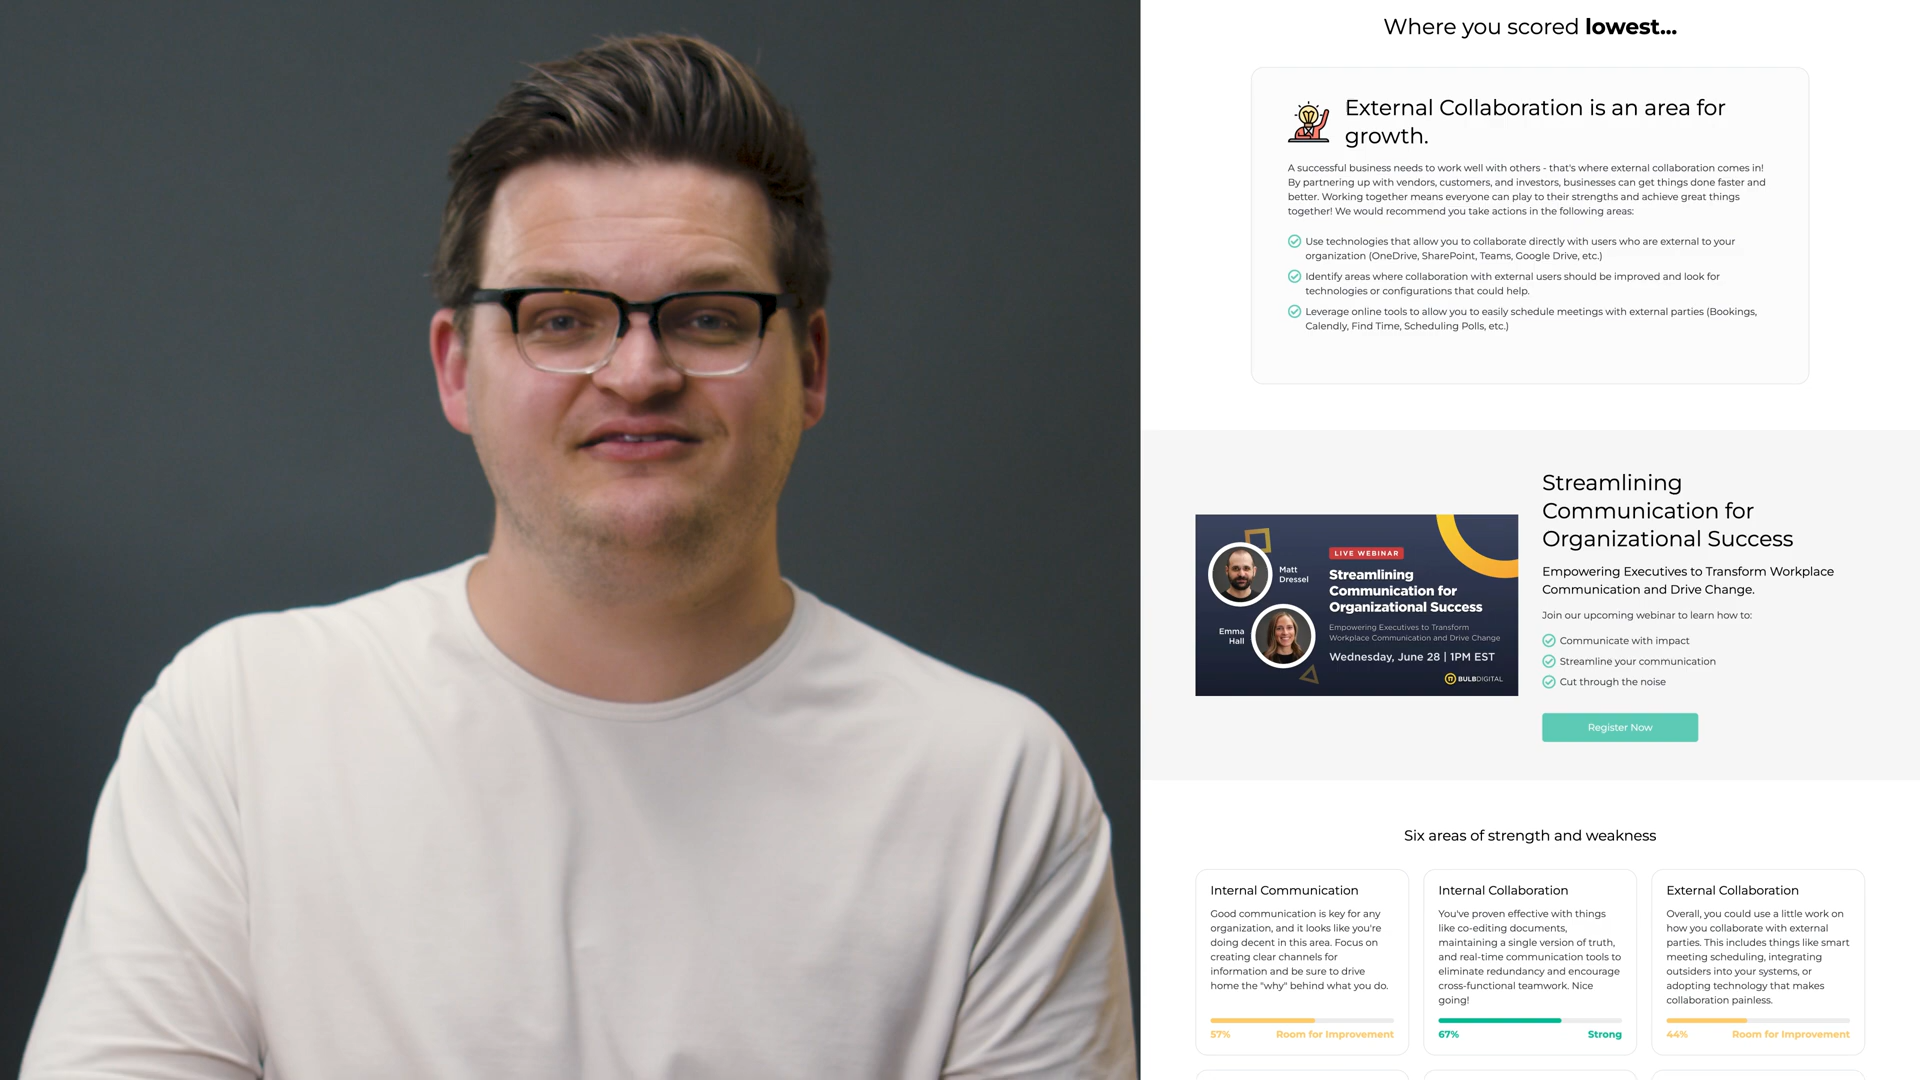 Where you scored lowest...
External Collaboration is an area for
growth.
A successful business needs to work well with others - that's where external collaboration comes in!
By partnering up with vendors, customers, and investors, businesses can get things done faster and
better. Working together means everyone can play to their strengths and achieve great things
together! We would recommend you take actions in the following areas:
Use technologies that allow you to collaborate directly with users who are external to your
organization (OneDrive, SharePoint, Teams, Google Drive, etc.)
Identify areas where collaboration with external users should be improved and look for
technologies or configurations that could help.
Leverage online tools to allow you to easily schedule meetings with external parties (Bookings,
Calendly, Find Time, Scheduling Polls, etc.)
LIVE WEBINAR
Matt
Dressel
Streamlining
Communication for
Organizational Success
Emma
Hall
Empowering Executives to Transform
Workplace Communication and Drive Change
Wednesday, June 28 | 1PM EST
BULBDIGITAL
Streamlining
Communication for
Organizational Success
Empowering Executives to Transform Workplace
Communication and Drive Change.
Join our upcoming webinar to learn how to:
Communicate with impact
Streamline your communication
Cut through the noise
Register Now
Six areas of strength and weakness
Internal Communication
Good communication is key for any
organization, and it looks like you're
doing decent in this area. Focus on
creating clear channels for
information and be sure to drive
home the "why" behind what you do.
57% Room for Improvement
Internal Collaboration
You've proven effective with things
like co-editing documents,
maintaining a single version of truth,
and real-time communication tools to
eliminate redundancy and encourage
cross-functional teamwork. Nice
going!
67% Strong
External Collaboration
Overall, you could use a little work on
how you collaborate with external
parties. This includes things like smart
meeting scheduling, integrating
outsiders into your systems, or
adopting technology that makes
collaboration painless.
44% Room for Improvement